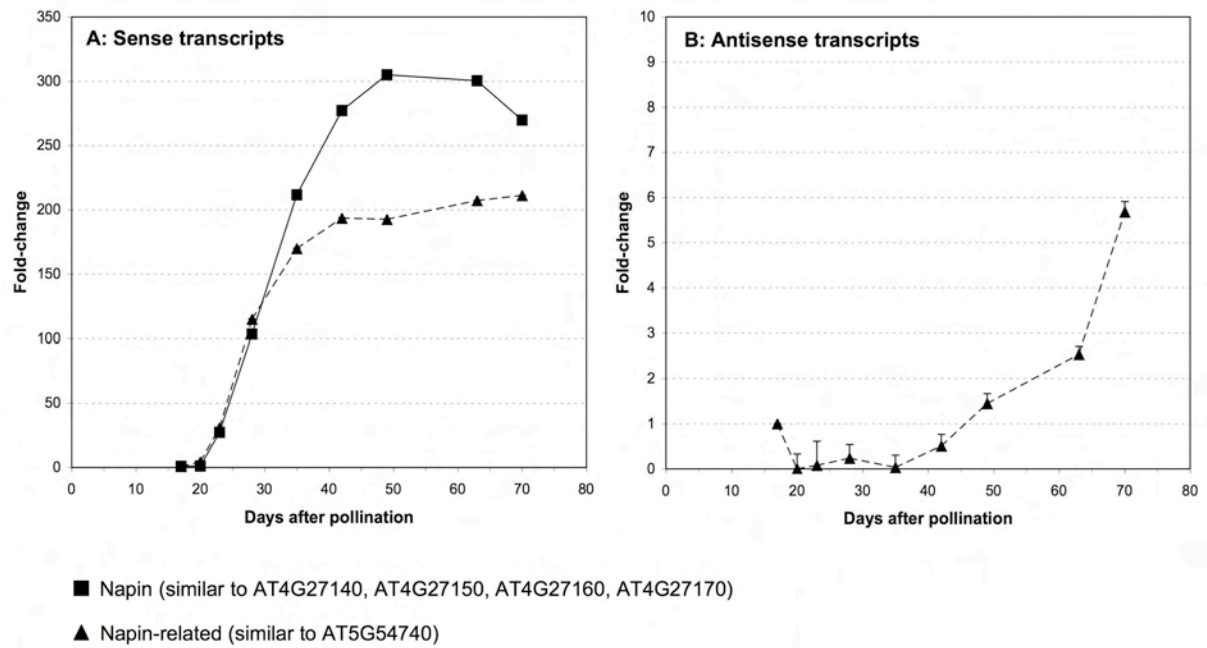 A: Sense transcripts
350
300
250
200
150
100
50
0
Fold-change
0 10 20 30 40 50 60 70 80
Days after pollination
B: Antisense transcripts
10
9
8
7
6
5
4
3
2
1
0
Fold-change
0 10 20 30 40 50 60 70 80
Days after pollination
Napin (similar to AT4G27140, AT4G27150, AT4G27160, AT4G27170)
Napin-related (similar to AT5G54740)